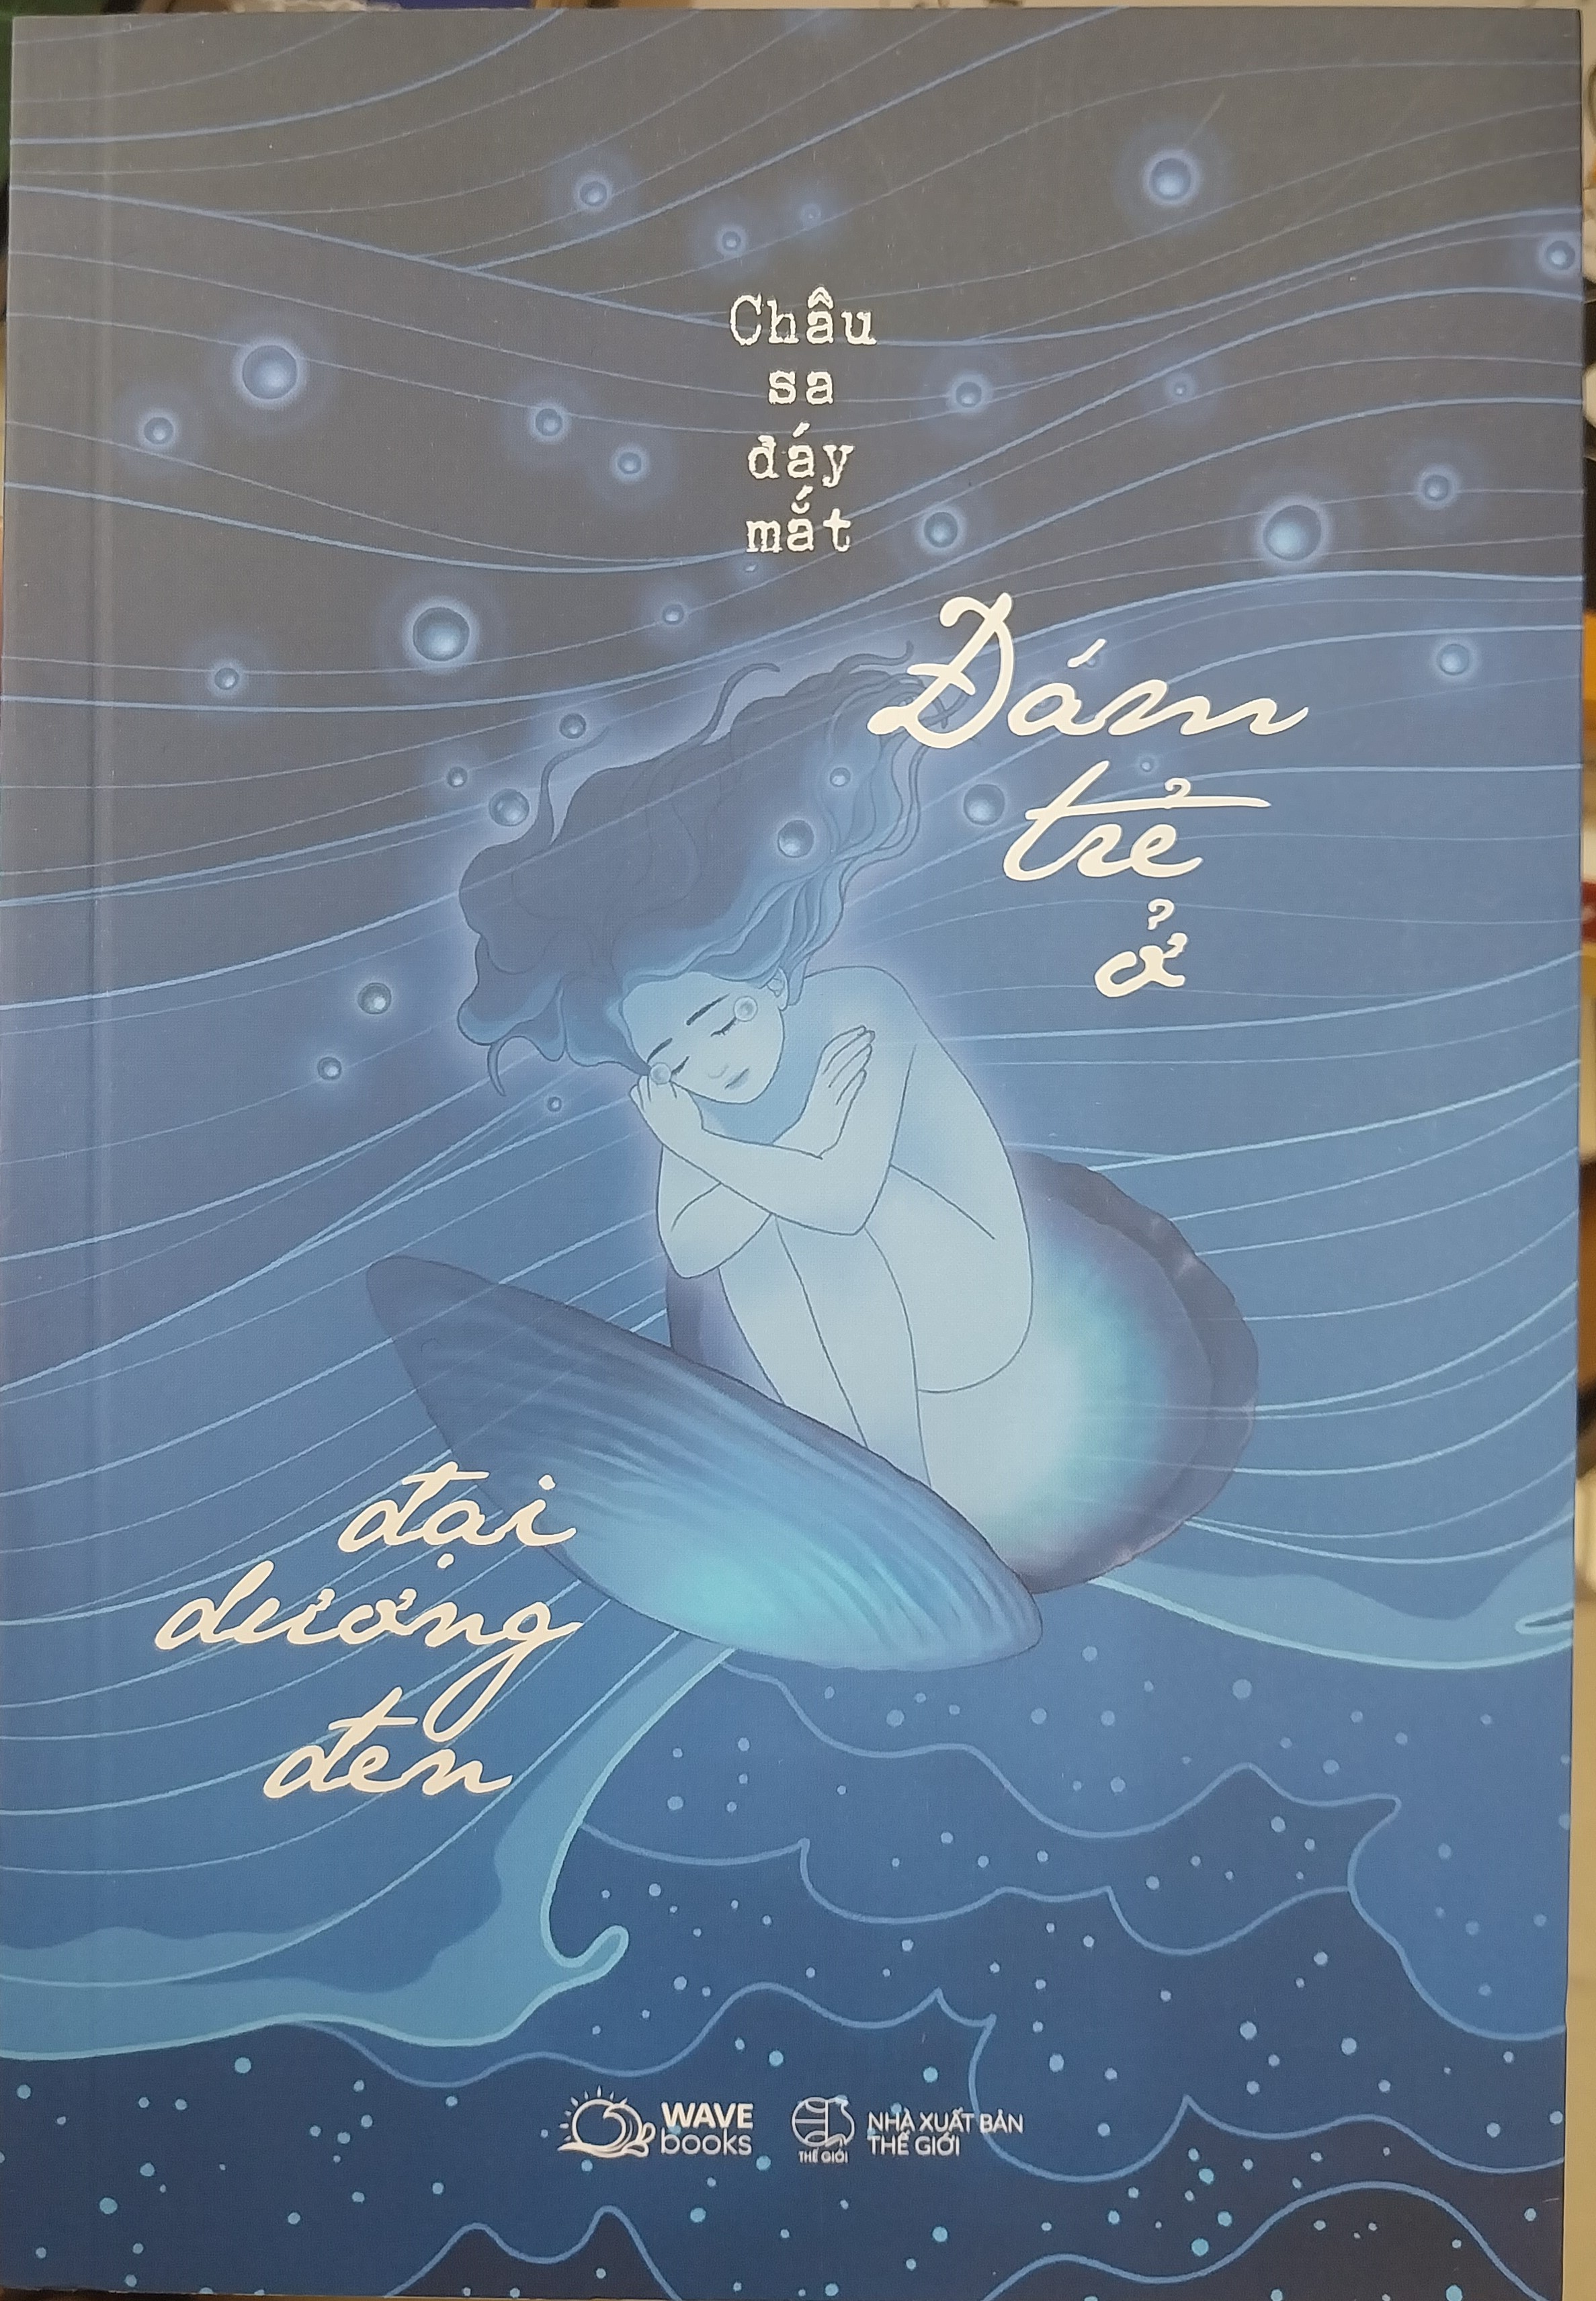 Châu
sa
đáy
mắt
Đám
trẻ
ở
đại
dương
đen
WAVE
books
THẾ GIỚI
NHÀ XUẤT BẢN
THẾ GIỚI